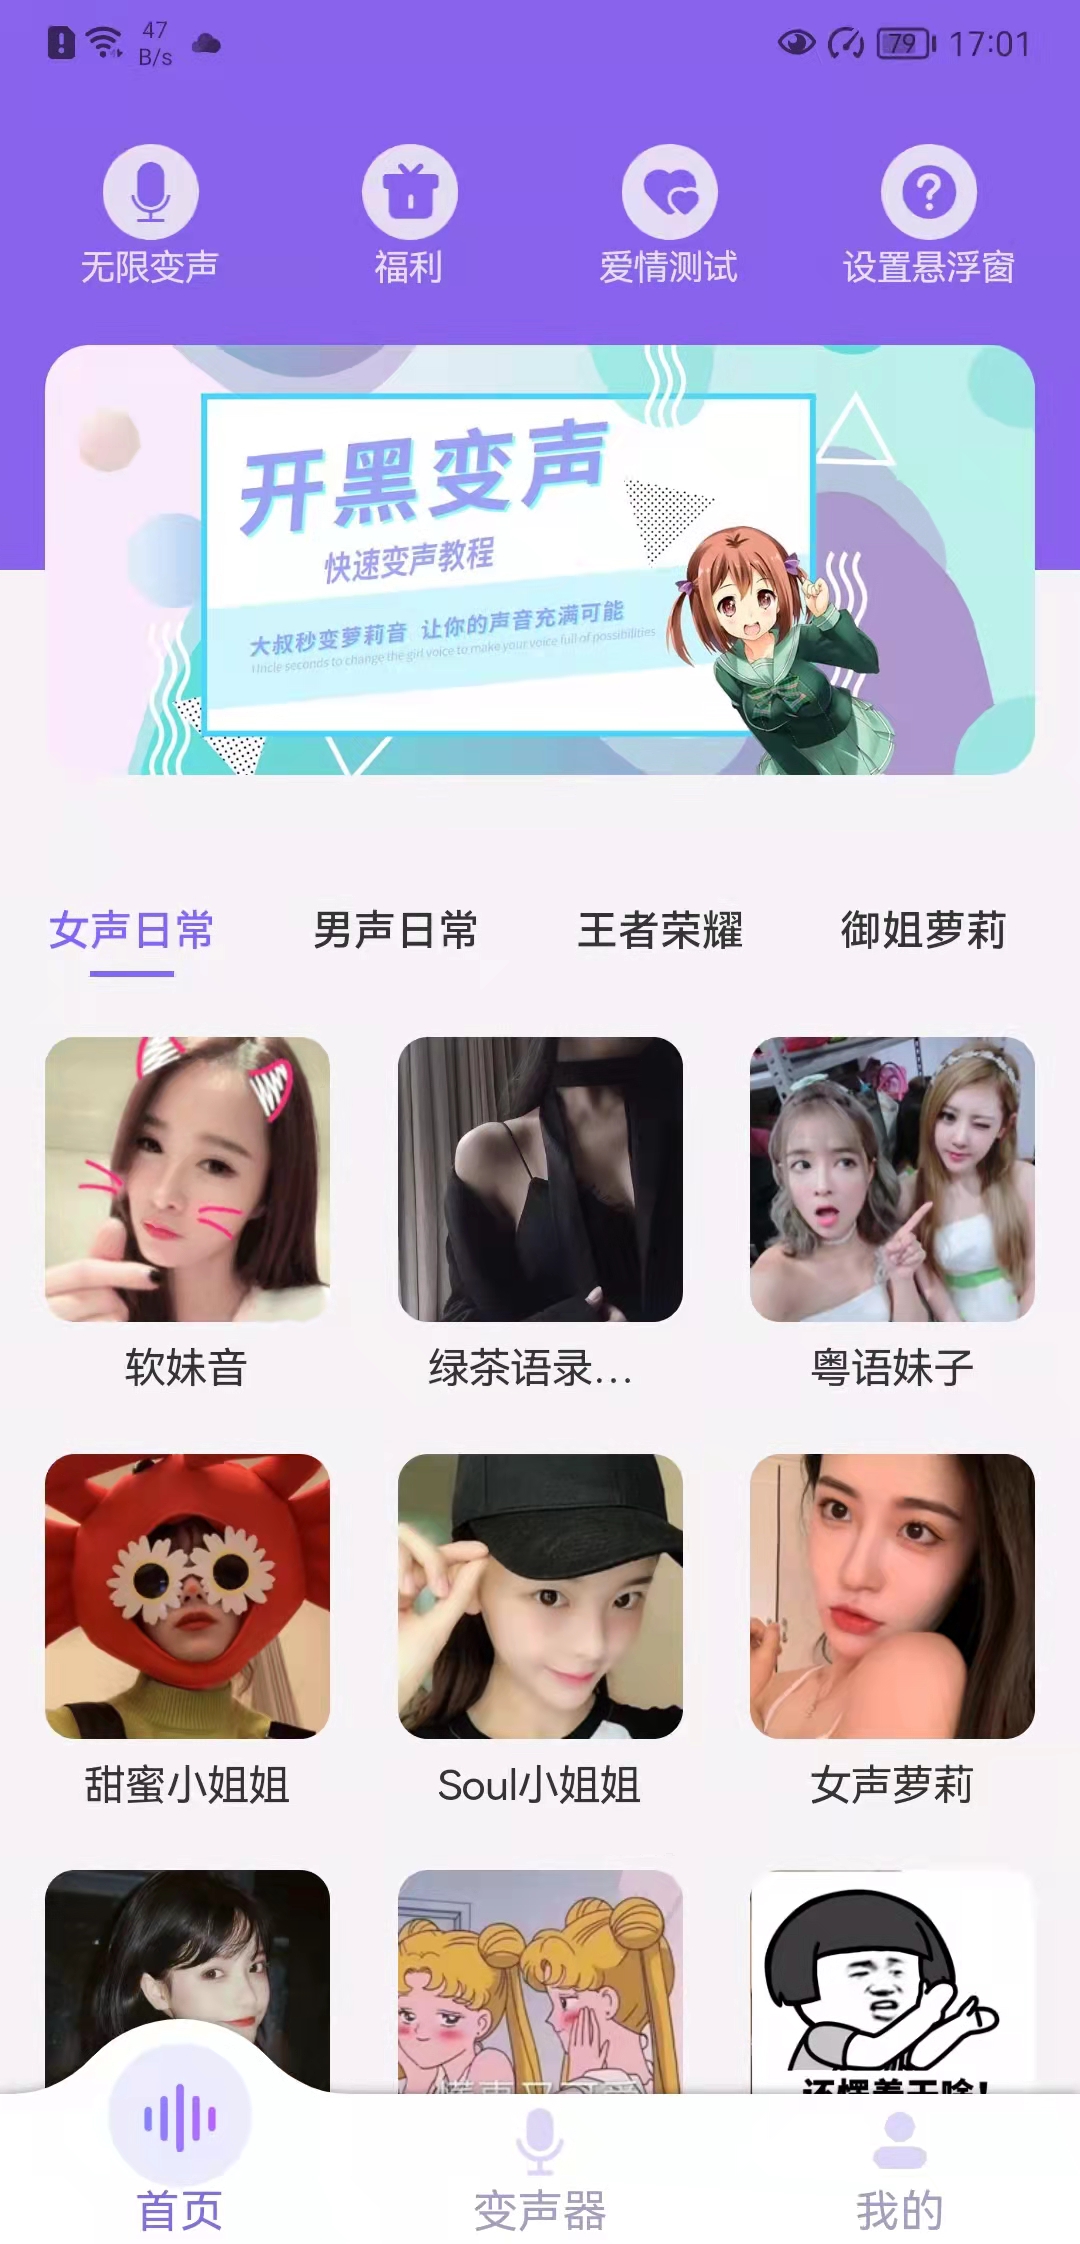 47
B/s
79
17:01
无限变声
福利
爱情测试
设置悬浮窗
开黑变声
快速变声教程
大叔秒变萝莉音 让你的声音充满可能
Uncle seconds to change the girl voice to make your voice full of possibilities
女声日常
男声日常
王者荣耀
御姐萝莉
软妹音
绿茶语录...
粤语妹子
甜蜜小姐姐
Soul小姐姐
女声萝莉
首页
变声器
我的